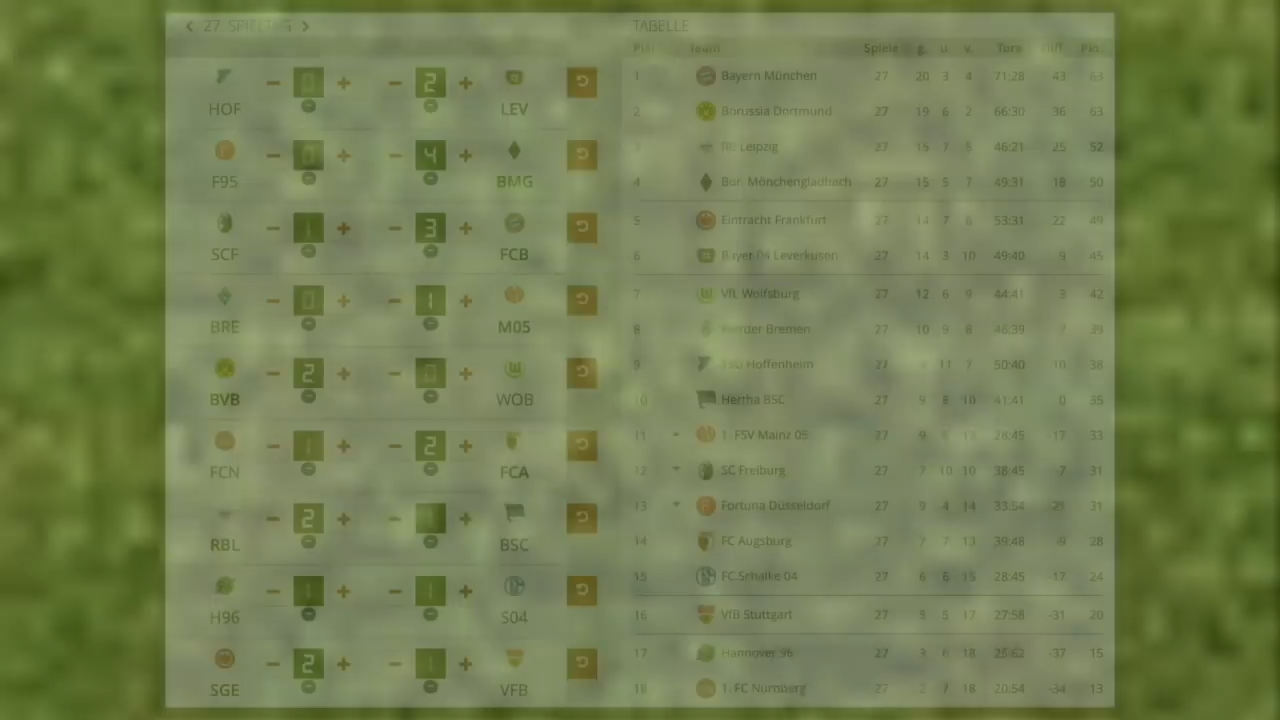 27. SPIELTAG
HOF 0 2 LEV
F95 0 4 BMG
SCF 1 3 FCB
BRE 0 1 M05
BVB 2 0 WOB
FCN 1 2 FCA
RBL 2 BSC
H96 1 1 S04
SGE 2 1 VFB
TABELLE
Team Spiele g. u. v. Tore Diff. Pkt.
1 Bayern München 27 20 3 4 71:28 43 63
2 Borussia Dortmund 27 19 6 2 66:30 36 63
3 RB Leipzig 27 15 7 5 46:21 25 52
4 Bor. Mönchengladbach 27 15 5 7 49:31 18 50
5 Eintracht Frankfurt 27 14 7 6 53:31 22 49
6 Bayer 04 Leverkusen 27 14 3 10 49:40 9 45
7 VfL Wolfsburg 27 12 6 9 44:41 3 42
8 Werder Bremen 27 10 9 8 46:39 7 39
9 TSG Hoffenheim 27 11 7 50:40 10 38
10 Hertha BSC 27 9 8 10 41:41 0 35
11 1. FSV Mainz 05 27 9 28:45 -17 33
12 SC Freiburg 27 7 10 10 38:45 -7 31
13 Fortuna Düsseldorf 27 9 4 14 33:54 -21 31
14 FC Augsburg 27 7 7 13 39:48 -9 28
15 FC Schalke 04 27 6 6 15 28:45 -17 24
16 VfB Stuttgart 27 5 5 17 27:58 -31 20
17 Hannover 96 27 3 6 18 25:62 -37 15
18 1. FC Nürnberg 27 2 7 18 20:54 -34 13